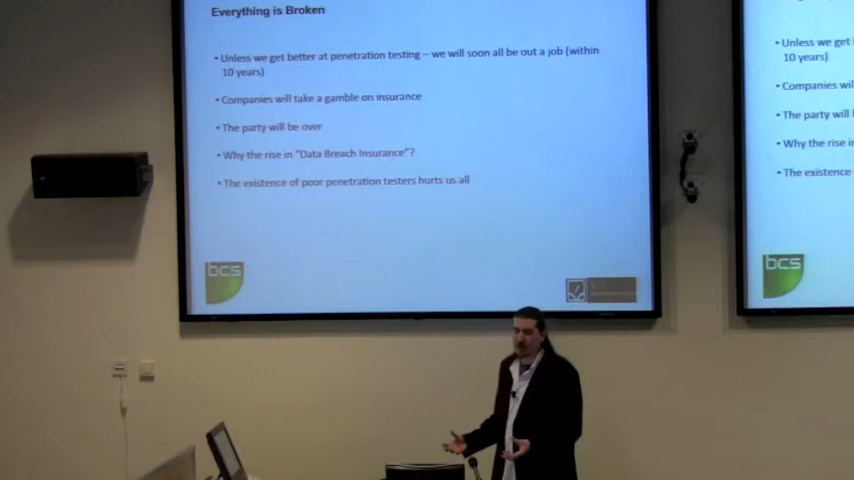 Everything is Broken
• Unless we get better at penetration testing – we will soon all be out a job (within
10 years)
• Companies will take a gamble on insurance
• The party will be over
• Why the rise in "Data Breach Insurance"?
• The existence of poor penetration testers hurts us all
bcs
• Unless we get
10 years)
• Companies wil
• The party will
• Why the rise in
• The existence
bcs